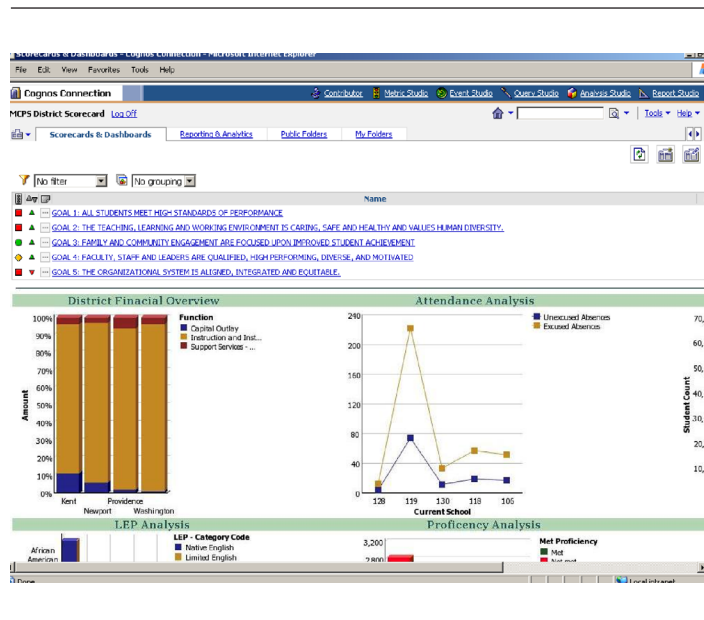 Scorecards & Dashboards - Cognos Connection - Microsoft Internet Explorer
File Edit View Favorites Tools Help
Cognos Connection
Contributor Metric Studio Event Studio Query Studio Analysis Studio Report Studio
MCPS District Scorecard Log Off
Tools Help
Scorecards & Dashboards Reporting & Analytics Public Folders My Folders
No filter No grouping
Name
GOAL 1: ALL STUDENTS MEET HIGH STANDARDS OF PERFORMANCE
GOAL 2: THE TEACHING, LEARNING AND WORKING ENVIRONMENT IS CARING, SAFE AND HEALTHY AND VALUES HUMAN DIVERSITY.
GOAL 3: FAMILY AND COMMUNITY ENGAGEMENT ARE FOCUSED UPON IMPROVED STUDENT ACHIEVEMENT
GOAL 4: FACULTY, STAFF AND LEADERS ARE QUALIFIED, HIGH PERFORMING, DIVERSE, AND MOTIVATED
GOAL 5: THE ORGANIZATIONAL SYSTEM IS ALIGNED, INTEGRATED AND EQUITABLE.
District Finacial Overview
Amount
100%
90%
80%
70%
60%
50%
40%
30%
20%
10%
0%
Kent Providence
Newport Washington
Function
Capital Outlay
Instruction and Inst...
Support Services - ...
Attendance Analysis
240
200
160
120
80
40
0
128 119 130 118 106
Current School
Unexcused Absences
Excused Absences
Student Count
70,
60,
50,
40,
30,
20,
10,
LEP Analysis
African
American
LEP - Category Code
Native English
Limited English
Proficency Analysis
3,200
2,800
Met Proficiency
Met
Not met
Done
Local intranet